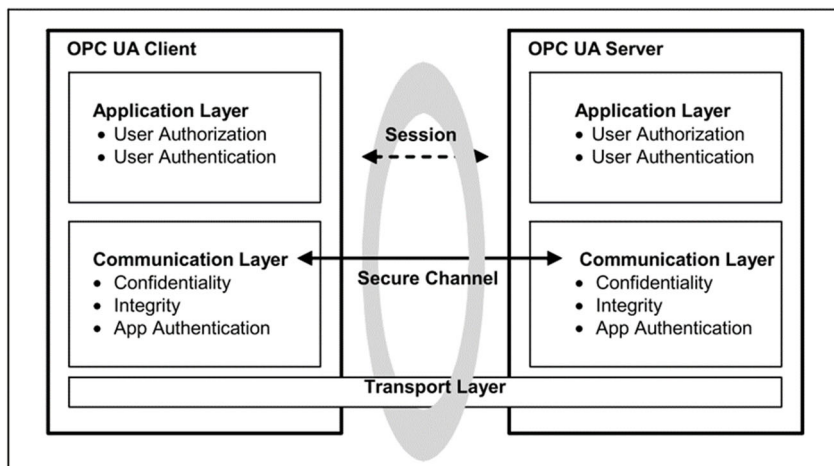 OPC UA Client
Application Layer
• User Authorization
• User Authentication
Communication Layer
• Confidentiality
• Integrity
• App Authentication
Session
Secure Channel
Transport Layer
OPC UA Server
Application Layer
• User Authorization
• User Authentication
Communication Layer
• Confidentiality
• Integrity
• App Authentication